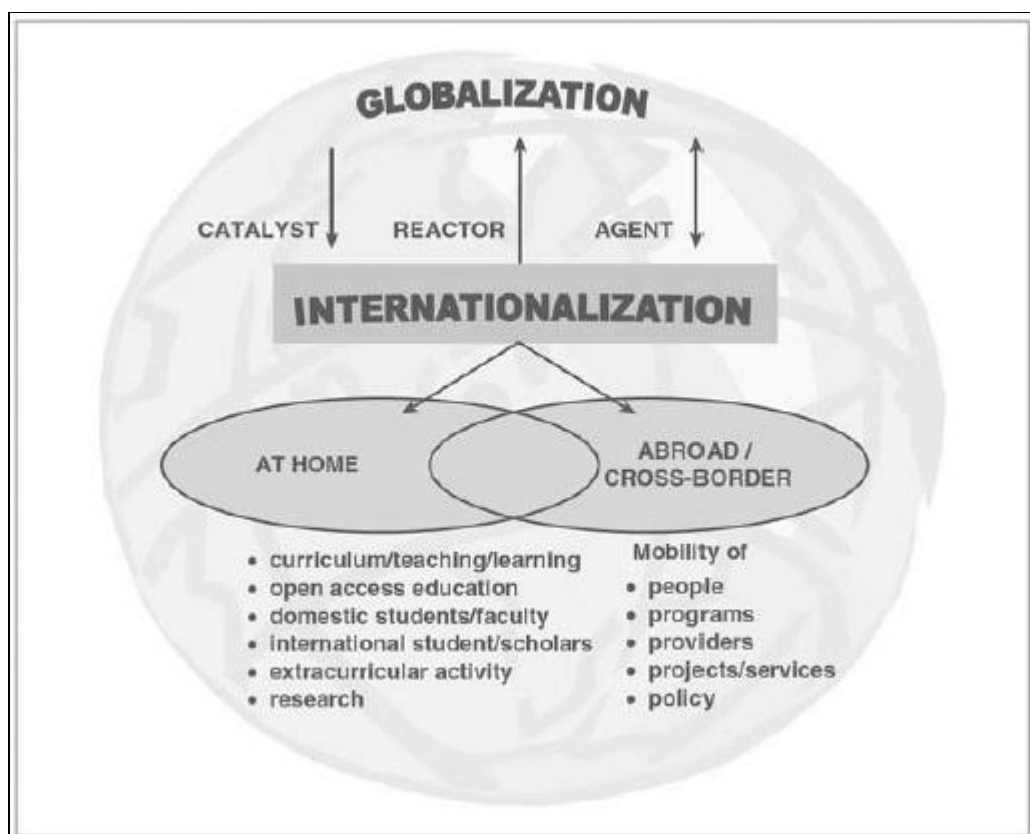 GLOBALIZATION
CATALYST REACTOR AGENT
INTERNATIONALIZATION
AT HOME
ABROAD /
CROSS-BORDER
• curriculum/teaching/learning
• open access education
• domestic students/faculty
• international student/scholars
• extracurricular activity
• research
Mobility of
• people
• programs
• providers
• projects/services
• policy